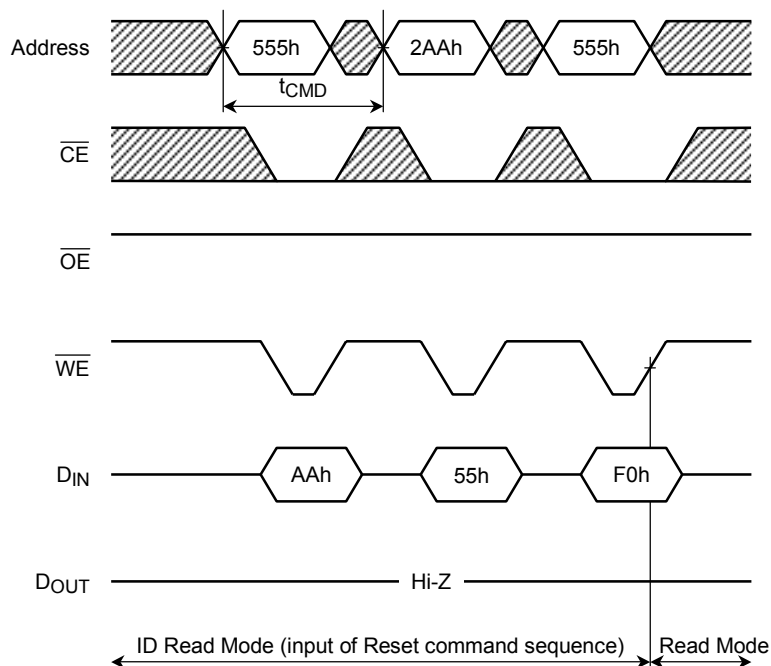 Address 555h 2AAh 555h
tCMD
CE
OE
WE
DIN AAh 55h F0h
DOUT Hi-Z
ID Read Mode (input of Reset command sequence) Read Mode